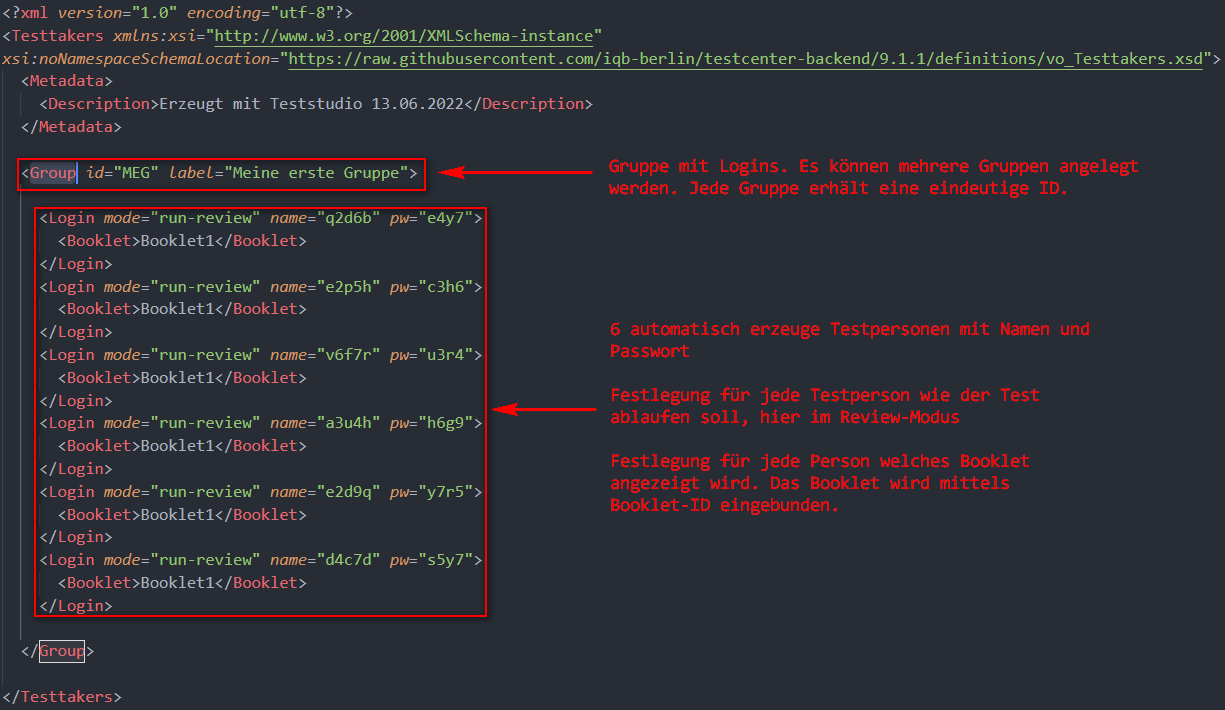 <?xml version="1.0" encoding="utf-8"?>
<Testtakers xmlns:xsi="http://www.w3.org/2001/XMLSchema-instance"
xsi:noNamespaceSchemaLocation="https://raw.githubusercontent.com/iqb-berlin/testcenter-backend/9.1.1/definitions/vo_Testtakers.xsd">
<Metadata>
<Description>Erzeugt mit Teststudio 13.06.2022</Description>
</Metadata>
<Group id="MEG" label="Meine erste Gruppe">
Gruppe mit Logins. Es können mehrere Gruppen angelegt
werden. Jede Gruppe erhält eine eindeutige ID.
<Login mode="run-review" name="q2d6b" pw="e4y7">
<Booklet>Booklet1</Booklet>
</Login>
<Login mode="run-review" name="e2p5h" pw="c3h6">
<Booklet>Booklet1</Booklet>
</Login>
<Login mode="run-review" name="v6f7r" pw="u3r4">
<Booklet>Booklet1</Booklet>
</Login>
<Login mode="run-review" name="a3u4h" pw="h6g9">
<Booklet>Booklet1</Booklet>
</Login>
<Login mode="run-review" name="e2d9q" pw="y7r5">
<Booklet>Booklet1</Booklet>
</Login>
<Login mode="run-review" name="d4c7d" pw="s5y7">
<Booklet>Booklet1</Booklet>
</Login>
6 automatisch erzeuge Testpersonen mit Namen und
Passwort
Festlegung für jede Testperson wie der Test
ablaufen soll, hier im Review-Modus
Festlegung für jede Person welches Booklet
angezeigt wird. Das Booklet wird mittels
Booklet-ID eingebunden.
</Group>
</Testtakers>